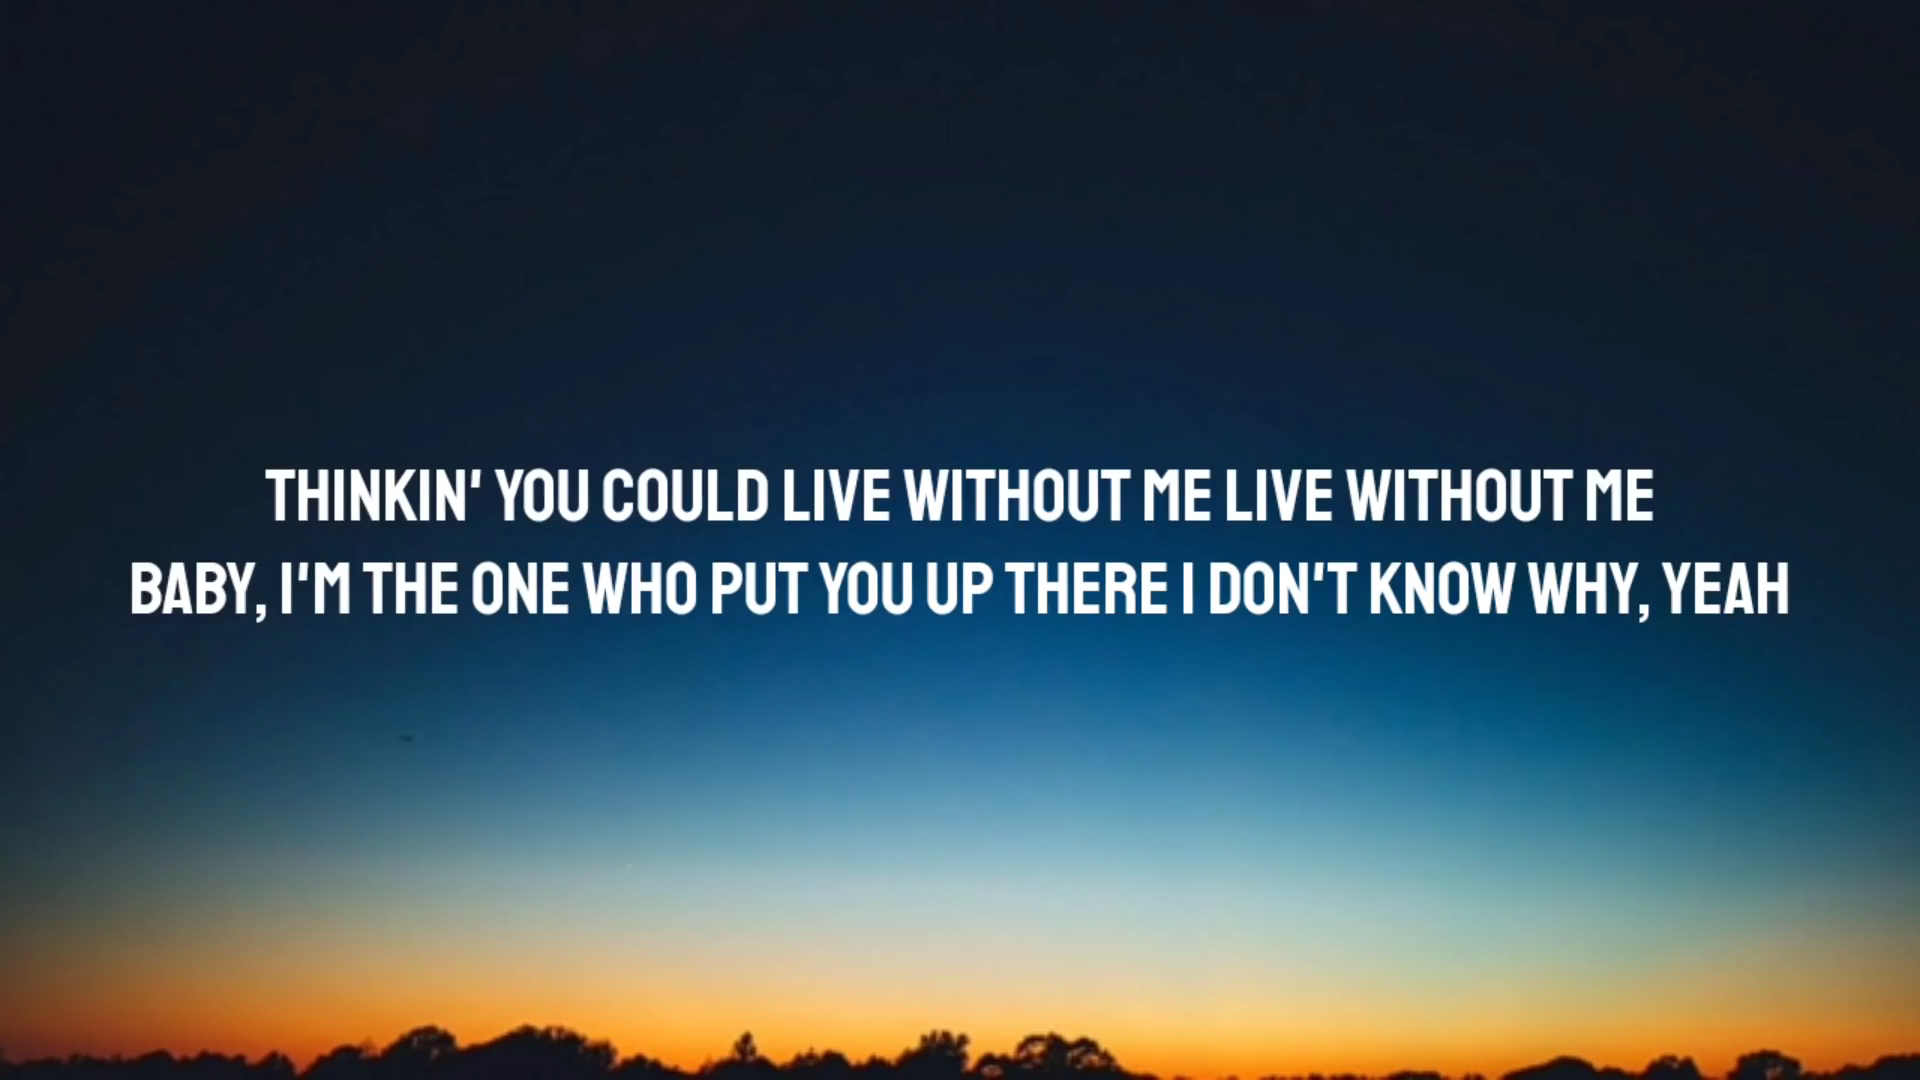 THINKIN' YOU COULD LIVE WITHOUT ME LIVE WITHOUT ME
BABY, I'M THE ONE WHO PUT YOU UP THERE I DON'T KNOW WHY, YEAH